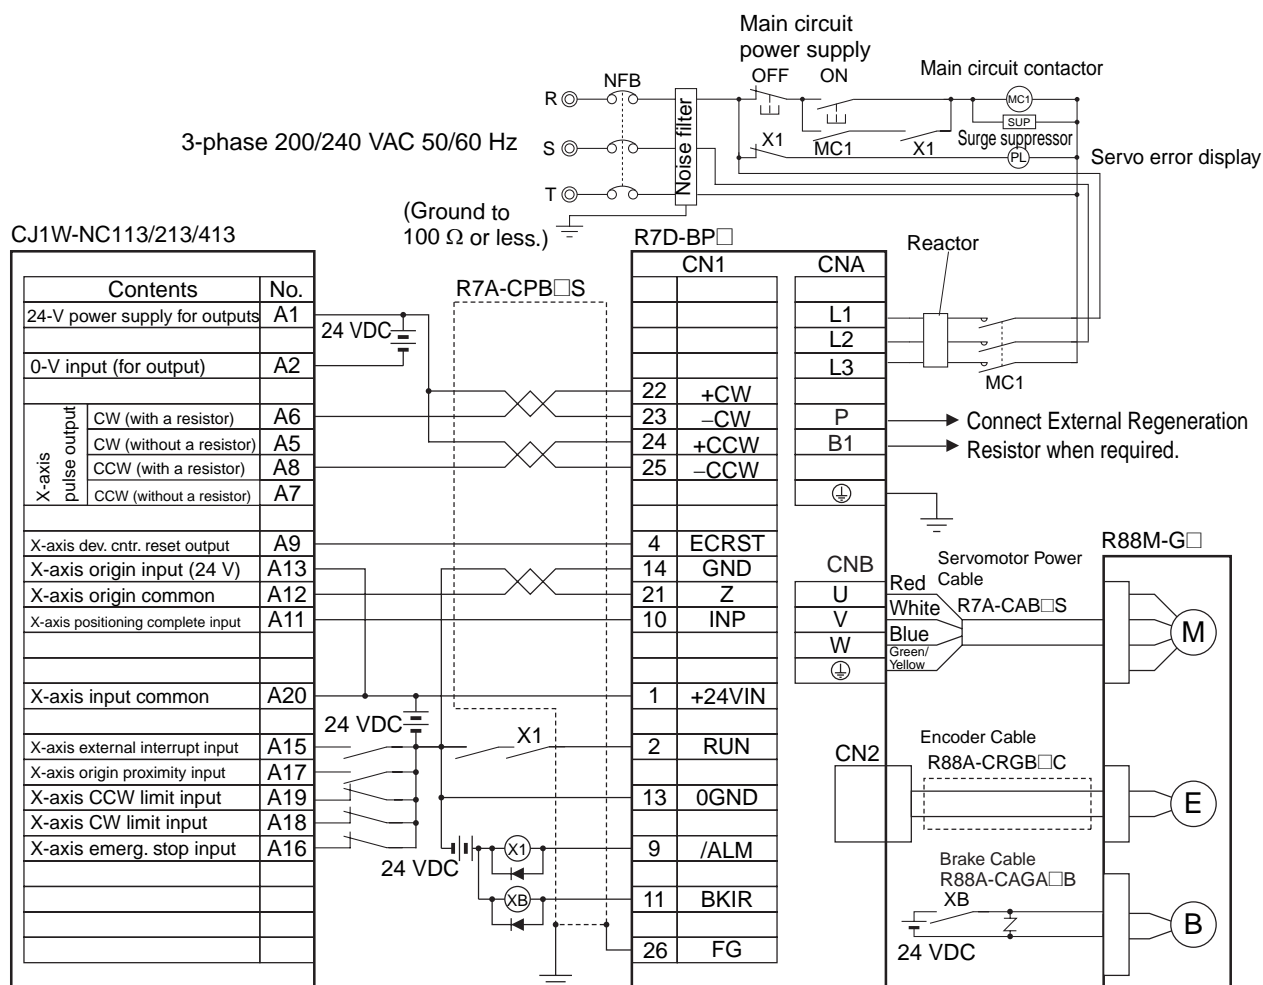 Main circuit
power supply
OFF ON
Main circuit contactor
NFB
R
MC1
SUP
Surge suppressor
3-phase 200/240 VAC 50/60 Hz
S
Noise filter
X1
MC1
X1
PL
Servo error display
T
(Ground to
100 Ω or less.)
CJ1W-NC113/213/413
R7D-BP□
Reactor
CN1
CNA
R7A-CPB□S
Contents No.
24-V power supply for outputs A1
24 VDC
L1
L2
0-V input (for output) A2
L3
MC1
22 +CW
X-axis
pulse output
CW (with a resistor) A6
23 −CW
P
Connect External Regeneration
CW (without a resistor) A5
24 +CCW
B1
Resistor when required.
CCW (with a resistor) A8
25 −CCW
CCW (without a resistor) A7
X-axis dev. cntr. reset output A9
4 ECRST
R88M-G□
X-axis origin input (24 V) A13
14 GND
CNB
Servomotor Power
Cable
Red
X-axis origin common A12
21 Z
U
White
R7A-CAB□S
X-axis positioning complete input A11
10 INP
V
Blue
M
W
Green/
Yellow
X-axis input common A20
1 +24VIN
24 VDC
X1
X-axis external interrupt input A15
2 RUN
CN2
Encoder Cable
R88A-CRGB□C
X-axis origin proximity input A17
X-axis CCW limit input A19
13 0GND
E
X-axis CW limit input A18
X-axis emerg. stop input A16
24 VDC
X1
9 /ALM
Brake Cable
R88A-CAGA□B
XB
XB
11 BKIR
B
24 VDC
26 FG